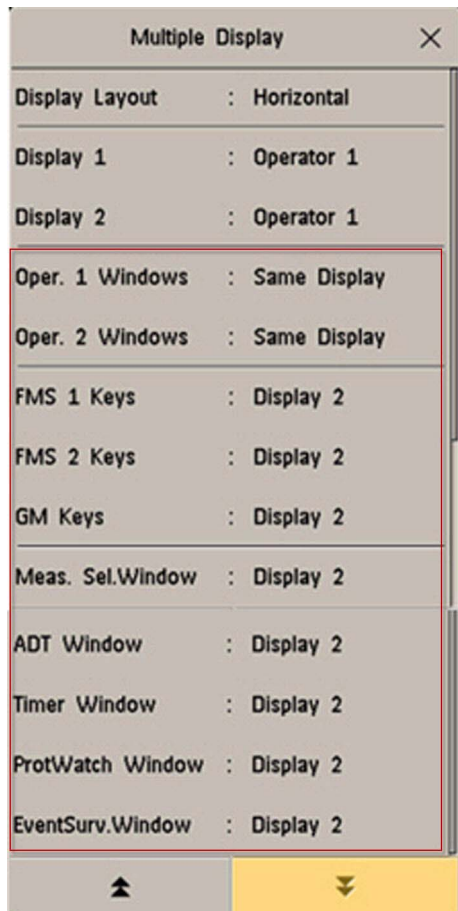 Multiple Display
Display Layout : Horizontal
Display 1 : Operator 1
Display 2 : Operator 1
Oper. 1 Windows : Same Display
Oper. 2 Windows : Same Display
FMS 1 Keys : Display 2
FMS 2 Keys : Display 2
GM Keys : Display 2
Meas. Sel.Window : Display 2
ADT Window : Display 2
Timer Window : Display 2
ProtWatch Window : Display 2
EventSurv.Window : Display 2